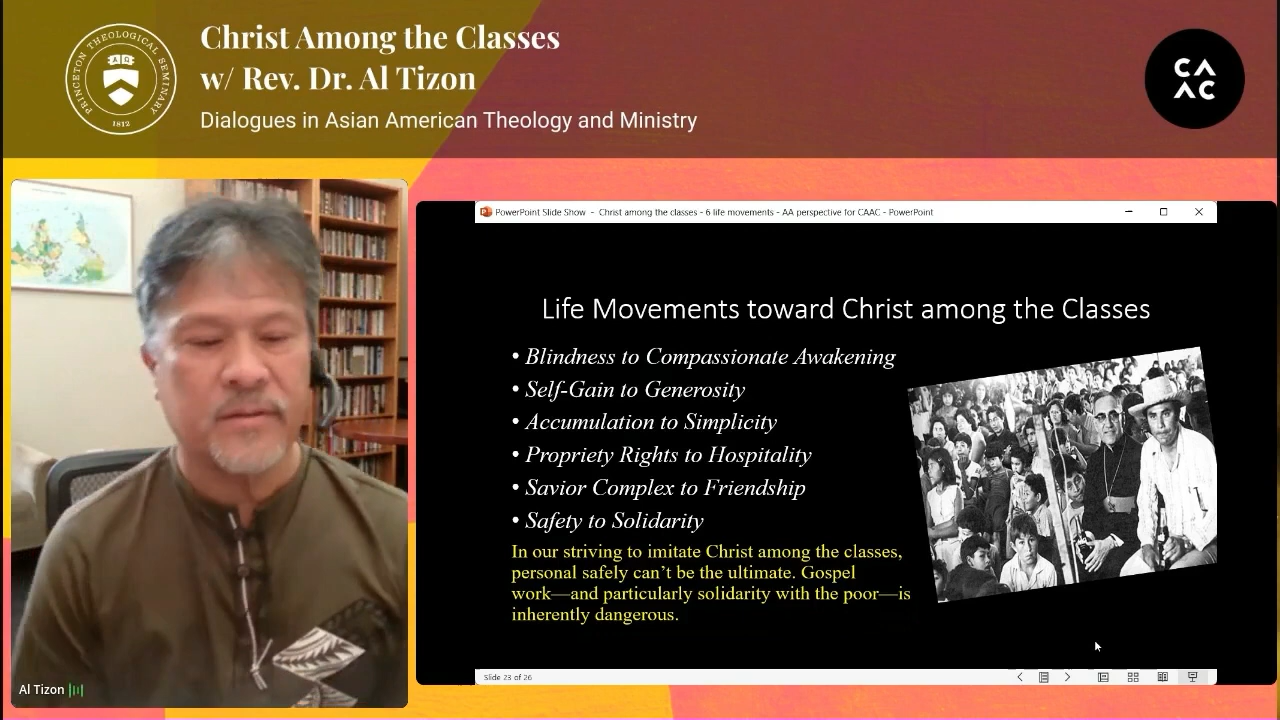 PRINCETON THEOLOGICAL SEMINARY
1812
Christ Among the Classes
w/ Rev. Dr. Al Tizon
Dialogues in Asian American Theology and Ministry
CA
AC
PowerPoint Slide Show - Christ among the classes - 6 life movements - AA perspective for CAAC - PowerPoint
Life Movements toward Christ among the Classes
• Blindness to Compassionate Awakening
• Self-Gain to Generosity
• Accumulation to Simplicity
• Propriety Rights to Hospitality
• Savior Complex to Friendship
• Safety to Solidarity
In our striving to imitate Christ among the classes,
personal safely can’t be the ultimate. Gospel
work—and particularly solidarity with the poor—is
inherently dangerous.
Al Tizon
Slide 23 of 26